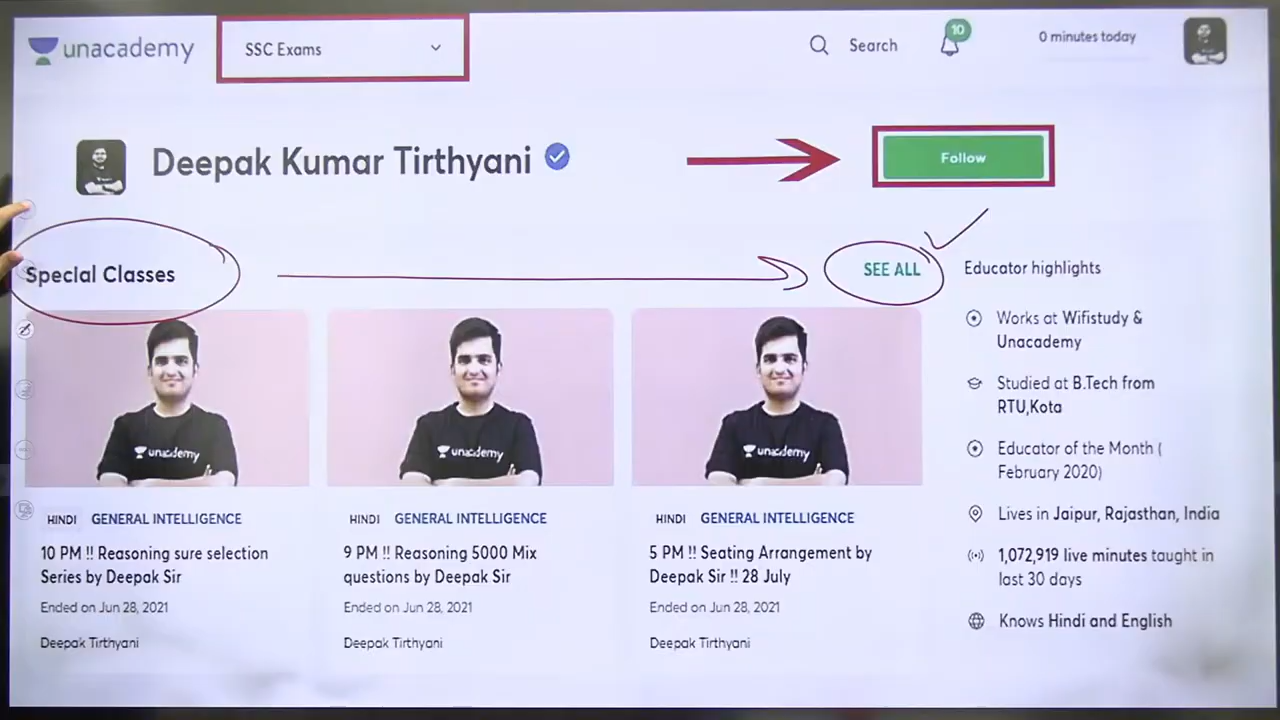 unacademy
SSC Exams
Search
10
0 minutes today
Deepak Kumar Tirthyani
Follow
Special Classes
SEE ALL
unacademy
HINDI GENERAL INTELLIGENCE
10 PM !! Reasoning sure selection
Series by Deepak Sir
Ended on Jun 28, 2021
Deepak Tirthyani
unacademy
HINDI GENERAL INTELLIGENCE
9 PM !! Reasoning 5000 Mix
questions by Deepak Sir
Ended on Jun 28, 2021
Deepak Tirthyani
unacademy
HINDI GENERAL INTELLIGENCE
5 PM !! Seating Arrangement by
Deepak Sir !! 28 July
Ended on Jun 28, 2021
Deepak Tirthyani
Educator highlights
Works at Wifistudy &
Unacademy
Studied at B.Tech from
RTU,Kota
Educator of the Month (
February 2020)
Lives in Jaipur, Rajasthan, India
1,072,919 live minutes taught in
last 30 days
Knows Hindi and English